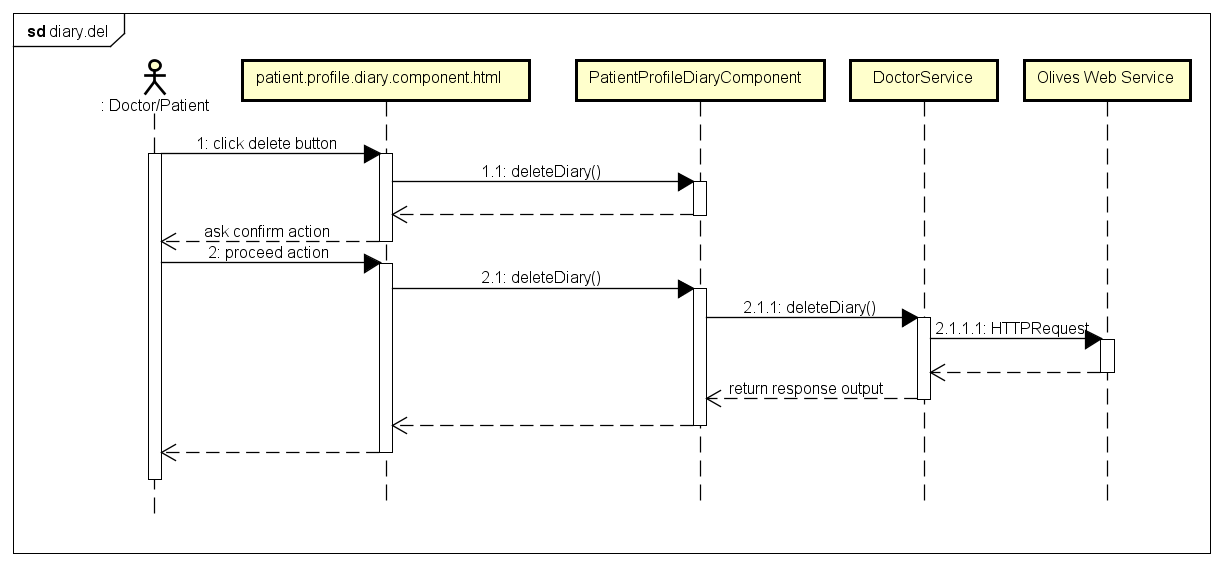 sd diary.del
: Doctor/Patient
patient.profile.diary.component.html
PatientProfileDiaryComponent
DoctorService
Olives Web Service
1: click delete button
1.1: deleteDiary()
ask confirm action
2: proceed action
2.1: deleteDiary()
2.1.1: deleteDiary()
2.1.1.1: HTTPRequest
return response output